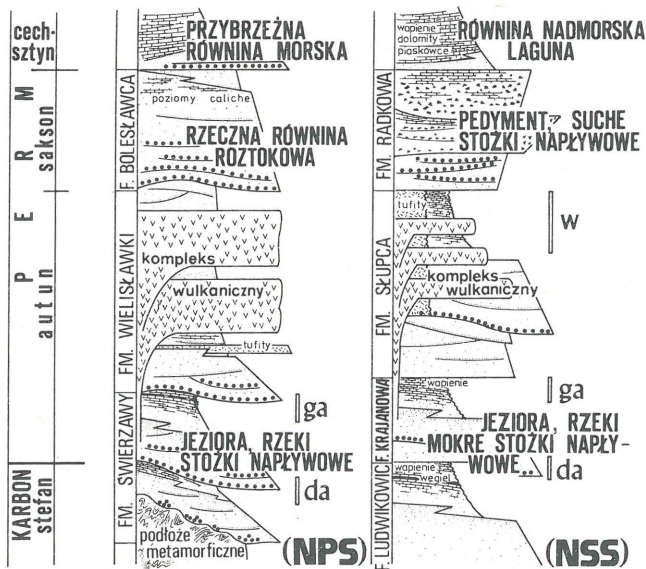 cech-
sztyn
PERM
sakson
autun
KARBON
stefan
F. BOLESŁAWCA
FM. WIELISŁAWKI
FM. ŚWIERZAWY
PRZYBRZEŻNA
RÓWNINA MORSKA
poziomy caliche
RZECZNA RÓWNINA
ROZTOKOWA
kompleks
wulkaniczny
tufity
ga
JEZIORA, RZEKI
STOŻKI NAPŁYWOWE
da
podłoże
metamorficzne
(NPS)
FM. RADKOWA
FM. SŁUPCA
F. KRAJANOWA
F. LUDWIKOWIC
wapienie
dolomity
piaskowce
RÓWNINA NADMORSKA
LAGUNA
PEDYMENT, SUCHE
STOŻKI NAPŁYWOWE
tufity
w
kompleks
wulkaniczny
wapienie
ga
JEZIORA, RZEKI
MOKRE STOŻKI NAPŁY-
WOWE
wapienie
węgiel
da
(NSS)